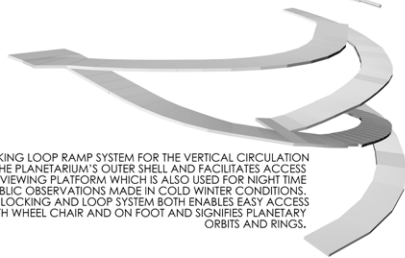 KING LOOP RAMP SYSTEM FOR THE VERTICAL CIRCULATION
HE PLANETARIUM'S OUTER SHELL AND FACILITATES ACCESS
VIEWING PLATFORM WHICH IS ALSO USED FOR NIGHT TIME
BLIC OBSERVATIONS MADE IN COLD WINTER CONDITIONS.
LOCKING AND LOOP SYSTEM BOTH ENABLES EASY ACCESS
TH WHEEL CHAIR AND ON FOOT AND SIGNIFIES PLANETARY
ORBITS AND RINGS.